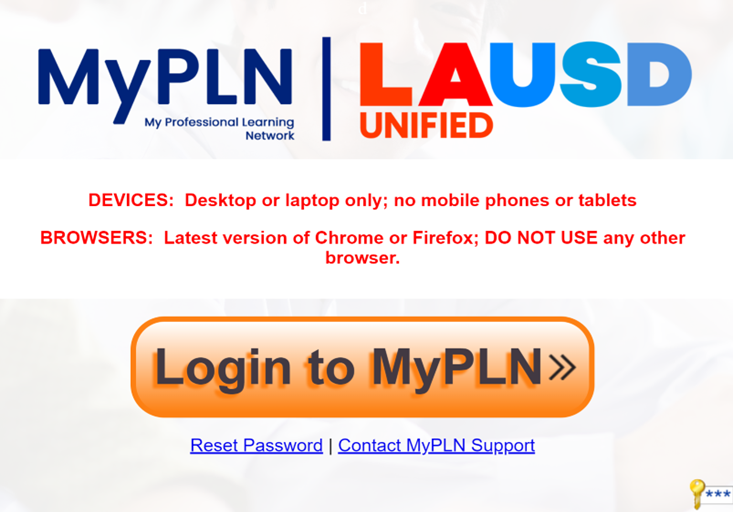 MyPLN
My Professional Learning
Network
LAUSD
UNIFIED
DEVICES:  Desktop or laptop only; no mobile phones or tablets
BROWSERS:  Latest version of Chrome or Firefox; DO NOT USE any other
browser.
Login to MyPLN
Reset Password | Contact MyPLN Support
***